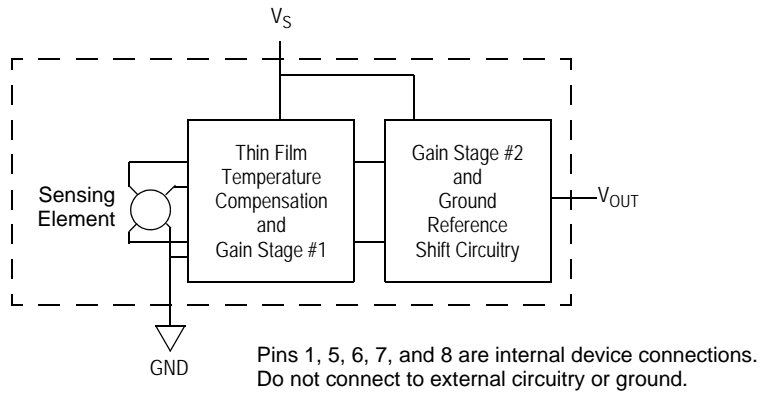 V_S
Thin Film
Temperature
Compensation
and
Gain Stage #1
Gain Stage #2
and
Ground
Reference
Shift Circuitry
Sensing
Element
V_OUT
GND
Pins 1, 5, 6, 7, and 8 are internal device connections.
Do not connect to external circuitry or ground.